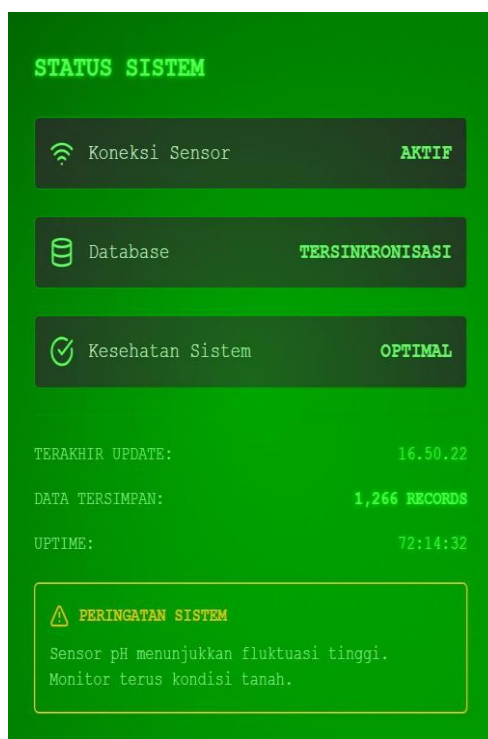 STATUS SISTEM
Koneksi Sensor AKTIF
Database TERSINKRONISASI
Kesehatan Sistem OPTIMAL
TERAKHIR UPDATE: 16.50.22
DATA TERSIMPAN: 1,266 RECORDS
UPTIME: 72:14:32
PERINGATAN SISTEM
Sensor pH menunjukkan fluktuasi tinggi.
Monitor terus kondisi tanah.